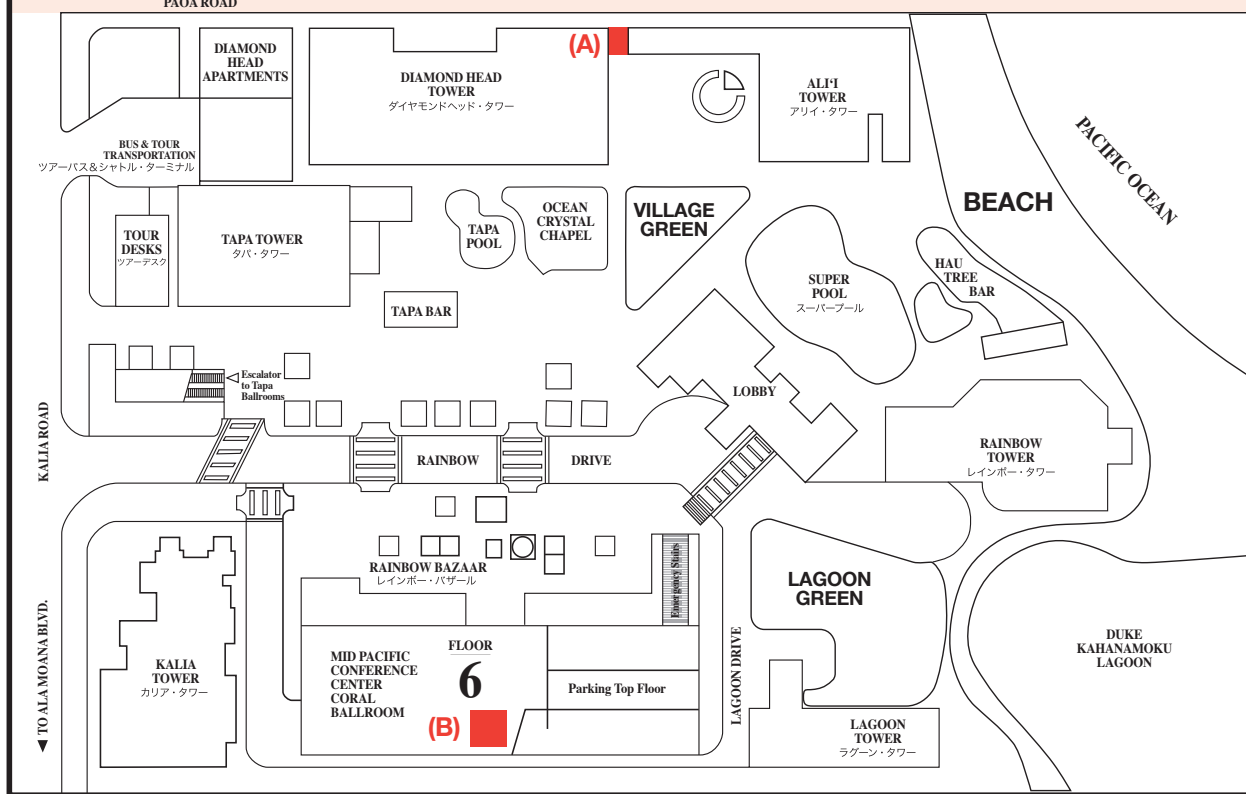 PAOA ROAD
DIAMOND
HEAD
APARTMENTS
DIAMOND HEAD
TOWER
ダイヤモンドヘッド・タワー
(A)
ALI‘I
TOWER
アリイ・タワー
PACIFIC OCEAN
BUS & TOUR
TRANSPORTATION
ツアーバス&シャトル・ターミナル
TOUR
DESKS
ツアーデスク
TAPA TOWER
タパ・タワー
TAPA
POOL
OCEAN
CRYSTAL
CHAPEL
VILLAGE
GREEN
BEACH
SUPER
POOL
スーパープール
HAU
TREE
BAR
TAPA BAR
Escalator
to Tapa
Ballrooms
LOBBY
KALIA ROAD
RAINBOW
DRIVE
RAINBOW
TOWER
レインボー・タワー
RAINBOW BAZAAR
レインボー・バザール
Emergency Stairs
LAGOON
GREEN
DUKE
KAHANAMOKU
LAGOON
◀ TO ALA MOANA BLVD.
KALIA
TOWER
カリア・タワー
MID PACIFIC
CONFERENCE
CENTER
CORAL
BALLROOM
FLOOR
6
(B)
Parking Top Floor
LAGOON DRIVE
LAGOON
TOWER
ラグーン・タワー